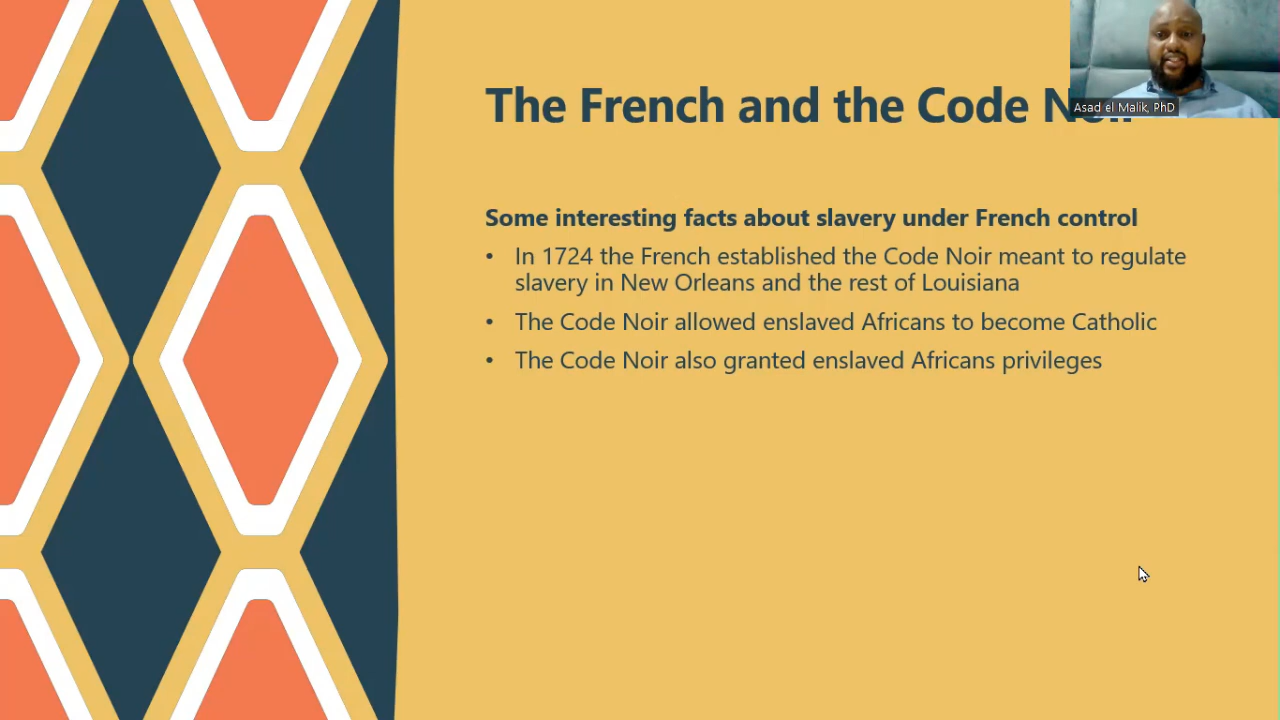 The French and the Code Noir
Asad el Malik, PhD
Some interesting facts about slavery under French control
• In 1724 the French established the Code Noir meant to regulate
slavery in New Orleans and the rest of Louisiana
• The Code Noir allowed enslaved Africans to become Catholic
• The Code Noir also granted enslaved Africans privileges